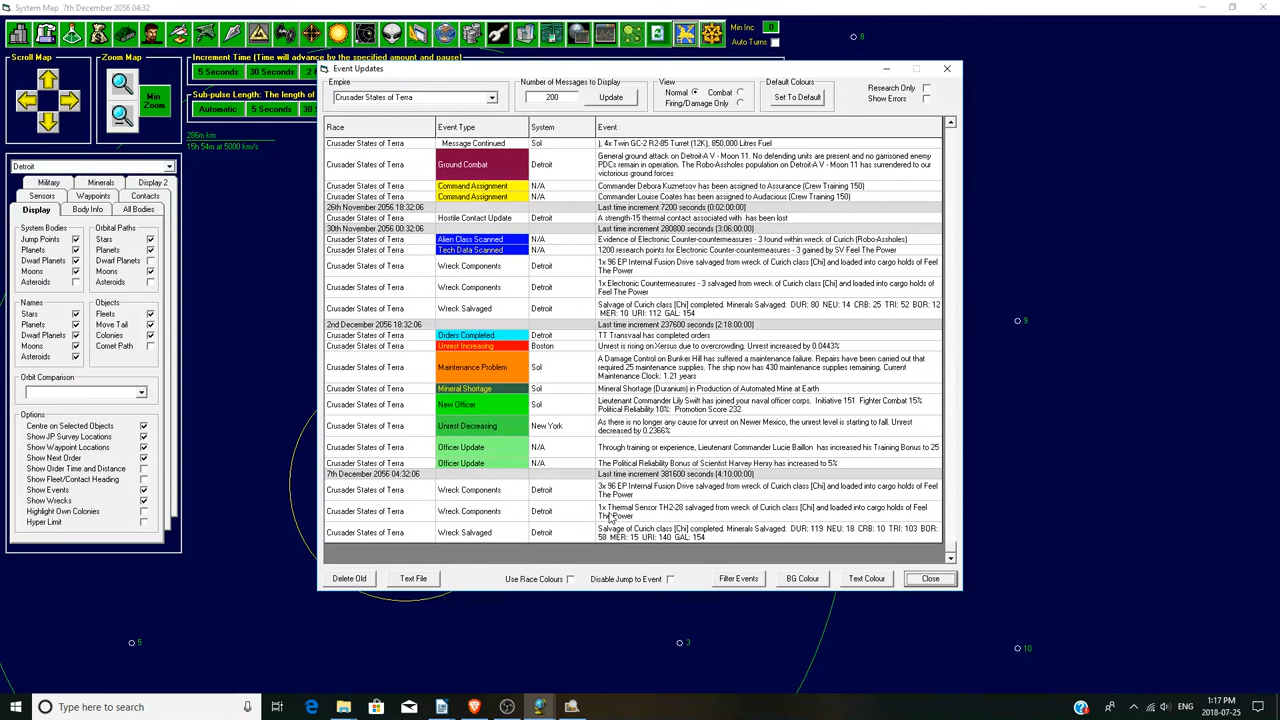 System Map 7th December 2056 04:32
Min Inc 0
Auto Turns
Scroll Map
Zoom Map
Min
Zoom
Increment Time (Time will advance by the specified amount and pause)
5 Seconds 30 Seconds
Sub-pulse Length: The length of
Automatic 5 Seconds
286m km
15h 54m at 5000 km/s
Detroit
Military Minerals Display 2
Sensors Waypoints Contacts
Display Body Info All Bodies
System Bodies Orbital Paths
Jump Points Stars
Planets Planets
Dwarf Planets Dwarf Planets
Moons Moons
Asteroids Asteroids
Names Objects
Stars Fleets
Planets Move Tail
Dwarf Planets Colonies
Moons Comet Path
Asteroids
Orbit Comparison
Options
Centre on Selected Objects
Show JP Survey Locations
Show Waypoint Locations
Show Next Order
Show Order Time and Distance
Show Fleet/Contact Heading
Show Events
Show Wrecks
Highlight Own Colonies
Hyper Limit
Event Updates
Empire
Crusader States of Terra
Number of Messages to Display
200 Update
View
Normal Combat
Firing/Damage Only
Default Colours
Set To Default
Research Only
Show Errors
Race Event Type System Event
Crusader States of Terra Message Continued Sol ), 4x Twin GC-2 R2-85 Turret (12K), 850,000 Litres Fuel
Crusader States of Terra Ground Combat Detroit General ground attack on Detroit-A V - Moon 11. No defending units are present and no garrisoned enemy
PDCs remain in operation. The Robo-Assholes population on Detroit-A V - Moon 11 has surrendered to our
victorious ground forces
Crusader States of Terra Command Assignment N/A Commander Debora Kuznetsov has been assigned to Assurance (Crew Training 150)
Crusader States of Terra Command Assignment N/A Commander Louise Coates has been assigned to Audacious (Crew Training 150)
26th November 2056 18:32:06 Last time increment 7200 seconds (0:02:00:00)
Crusader States of Terra Hostile Contact Update Detroit A strength-15 thermal contact associated with has been lost
30th November 2056 00:32:06 Last time increment 280800 seconds (3:06:00:00)
Crusader States of Terra Alien Class Scanned N/A Evidence of Electronic Counter-countermeasures - 3 found within wreck of Curich (Robo-Assholes)
Crusader States of Terra Tech Data Scanned N/A 1200 research points for Electronic Counter-countermeasures - 3 gained by SV Feel The Power
Crusader States of Terra Wreck Components Detroit 1x 96 EP Internal Fusion Drive salvaged from wreck of Curich class [Chi] and loaded into cargo holds of Feel
The Power
Crusader States of Terra Wreck Components Detroit 1x Electronic Countermeasures - 3 salvaged from wreck of Curich class [Chi] and loaded into cargo holds of
Feel The Power
Crusader States of Terra Wreck Salvaged Detroit Salvage of Curich class [Chi] completed. Minerals Salvaged: DUR: 80 NEU: 14 CRB: 25 TRI: 52 BOR: 12
MER: 10 URI: 112 GAL: 154
2nd December 2056 18:32:06 Last time increment 237600 seconds (2:18:00:00)
Crusader States of Terra Orders Completed Detroit TT Transvaal has completed orders
Crusader States of Terra Unrest Increasing Boston Unrest is rising on Xersus due to overcrowding. Unrest increased by 0.0443%
Crusader States of Terra Maintenance Problem Sol A Damage Control on Bunker Hill has suffered a maintenance failure. Repairs have been carried out that
required 25 maintenance supplies. The ship now has 430 maintenance supplies remaining. Current
Maintenance Clock: 1.21 years
Crusader States of Terra Mineral Shortage Sol Mineral Shortage (Duranium) in Production of Automated Mine at Earth
Crusader States of Terra New Officer Sol Lieutenant Commander Lily Swift has joined your naval officer corps. Initiative 151 Fighter Combat 15%
Political Reliability 10% Promotion Score 232
Crusader States of Terra Unrest Decreasing New York As there is no longer any cause for unrest on Newer Mexico, the unrest level is starting to fall. Unrest
decreased by 0.2366%
Crusader States of Terra Officer Update N/A Through training or experience, Lieutenant Commander Lucie Baillon has increased his Training Bonus to 25
Crusader States of Terra Officer Update N/A The Political Reliability Bonus of Scientist Harvey Henry has increased to 5%
7th December 2056 04:32:06 Last time increment 381600 seconds (4:10:00:00)
Crusader States of Terra Wreck Components Detroit 3x 96 EP Internal Fusion Drive salvaged from wreck of Curich class [Chi] and loaded into cargo holds of Feel
The Power
Crusader States of Terra Wreck Components Detroit 1x Thermal Sensor TH2-28 salvaged from wreck of Curich class [Chi] and loaded into cargo holds of Feel
The Power
Crusader States of Terra Wreck Salvaged Detroit Salvage of Curich class [Chi] completed. Minerals Salvaged: DUR: 119 NEU: 18 CRB: 10 TRI: 103 BOR:
58 MER: 15 URI: 140 GAL: 154
Delete Old Text File Use Race Colours Disable Jump to Event Filter Events BG Colour Text Colour Close
8
9
10
3
5
Type here to search
ENG
1:17 PM
2018-07-25